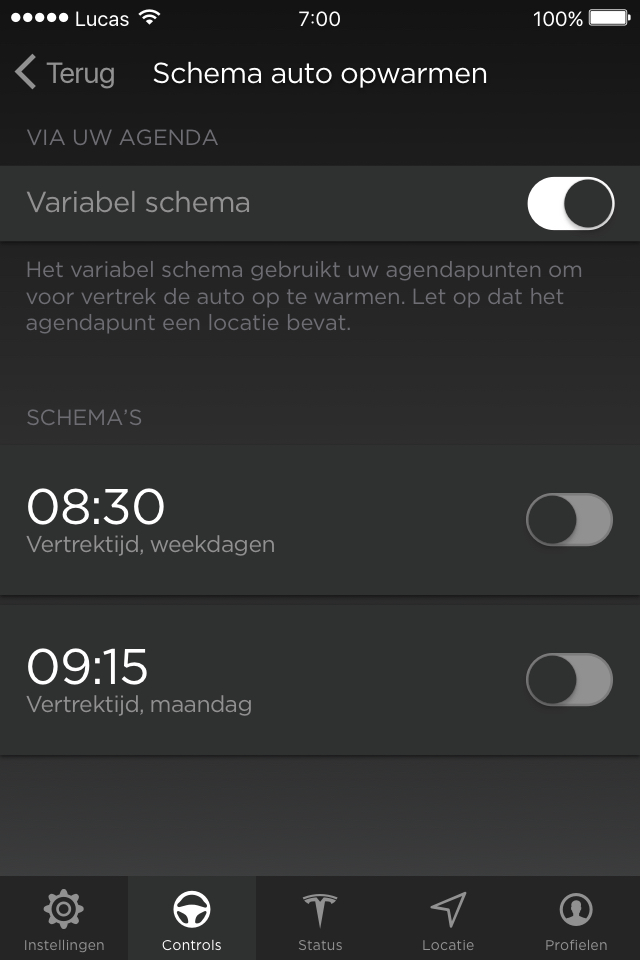 Lucas 7:00 100%
Terug Schema auto opwarmen
VIA UW AGENDA
Variabel schema
Het variabel schema gebruikt uw agendapunten om
voor vertrek de auto op te warmen. Let op dat het
agendapunt een locatie bevat.
SCHEMA'S
08:30
Vertrektijd, weekdagen
09:15
Vertrektijd, maandag
Instellingen Controls Status Locatie Profielen